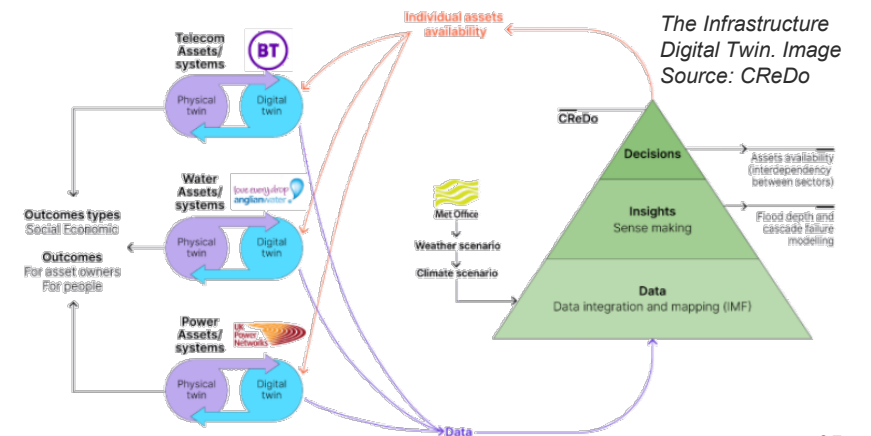 Individual assets
availability
The Infrastructure
Digital Twin. Image
Source: CReDo
Telecom
Assets/
systems
BT
Physical
twin
Digital
twin
CReDo
Decisions
Assets availability
(interdependency
between sectors)
Water
Assets/
systems
love every drop
anglianwater
Met Office
Insights
Sense making
Flood depth and
cascade failure
modelling
Outcomes types
Social Economic
Outcomes
For asset owners
For people
Physical
twin
Digital
twin
Weather scenario
Climate scenario
Data
Data integration and mapping (IMF)
Power
Assets/
systems
UK
Power
Networks
Physical
twin
Digital
twin
Data